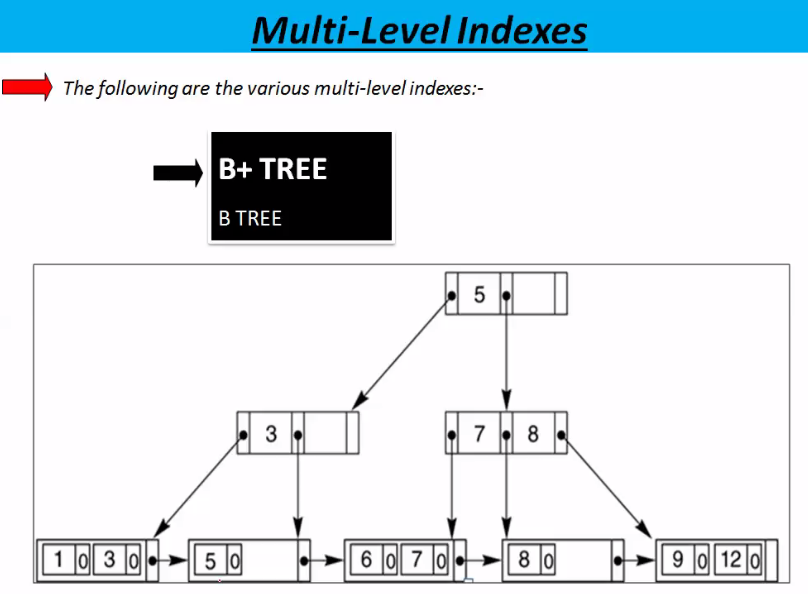 Multi-Level Indexes
The following are the various multi-level indexes:-
B+ TREE
B TREE
5
3
7 8
1 0 3 0 5 0 6 0 7 0 8 0 9 0 12 0